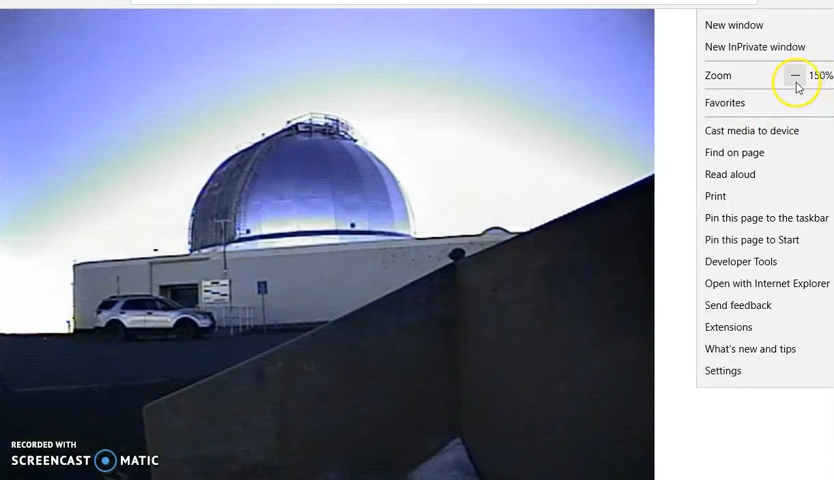 New window
New InPrivate window
Zoom — 150%
Favorites
Cast media to device
Find on page
Read aloud
Print
Pin this page to the taskbar
Pin this page to Start
Developer Tools
Open with Internet Explorer
Send feedback
Extensions
What's new and tips
Settings
RECORDED WITH
SCREENCAST MATIC